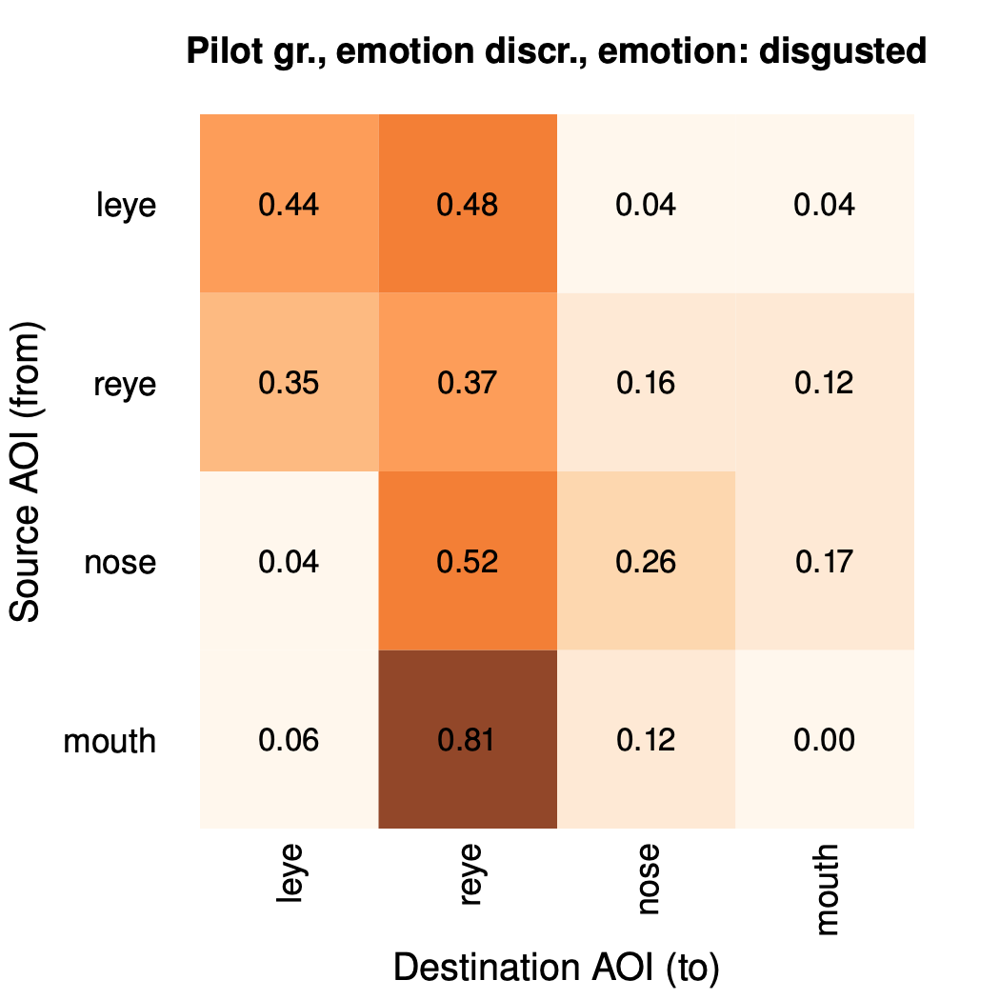 Pilot gr., emotion discr., emotion: disgusted
Source AOI (from)
leye 0.44 0.48 0.04 0.04
reye 0.35 0.37 0.16 0.12
nose 0.04 0.52 0.26 0.17
mouth 0.06 0.81 0.12 0.00
leye reye nose mouth
Destination AOI (to)